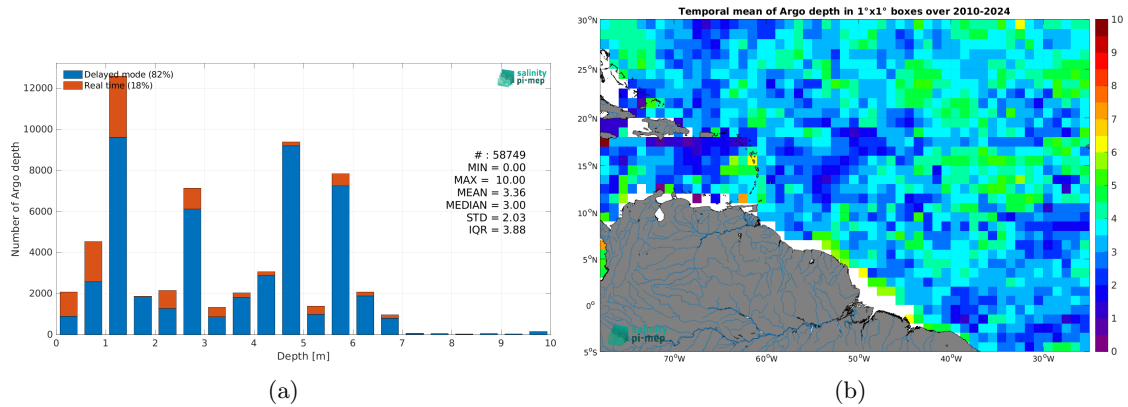 Delayed mode (82%)
Real time (18%)
salinity
pi-mep
12000
10000
8000
6000
4000
2000
0
Number of Argo depth
# : 58749
MIN = 0.00
MAX = 10.00
MEAN = 3.36
MEDIAN = 3.00
STD = 2.03
IQR = 3.88
0 1 2 3 4 5 6 7 8 9 10
Depth [m]
(a)
Temporal mean of Argo depth in 1°x1° boxes over 2010-2024
30°N
25°N
20°N
15°N
10°N
5°N
0°
5°S
70°W 60°W 50°W 40°W 30°W
salinity
pi-mep
10
9
8
7
6
5
4
3
2
1
0
(b)